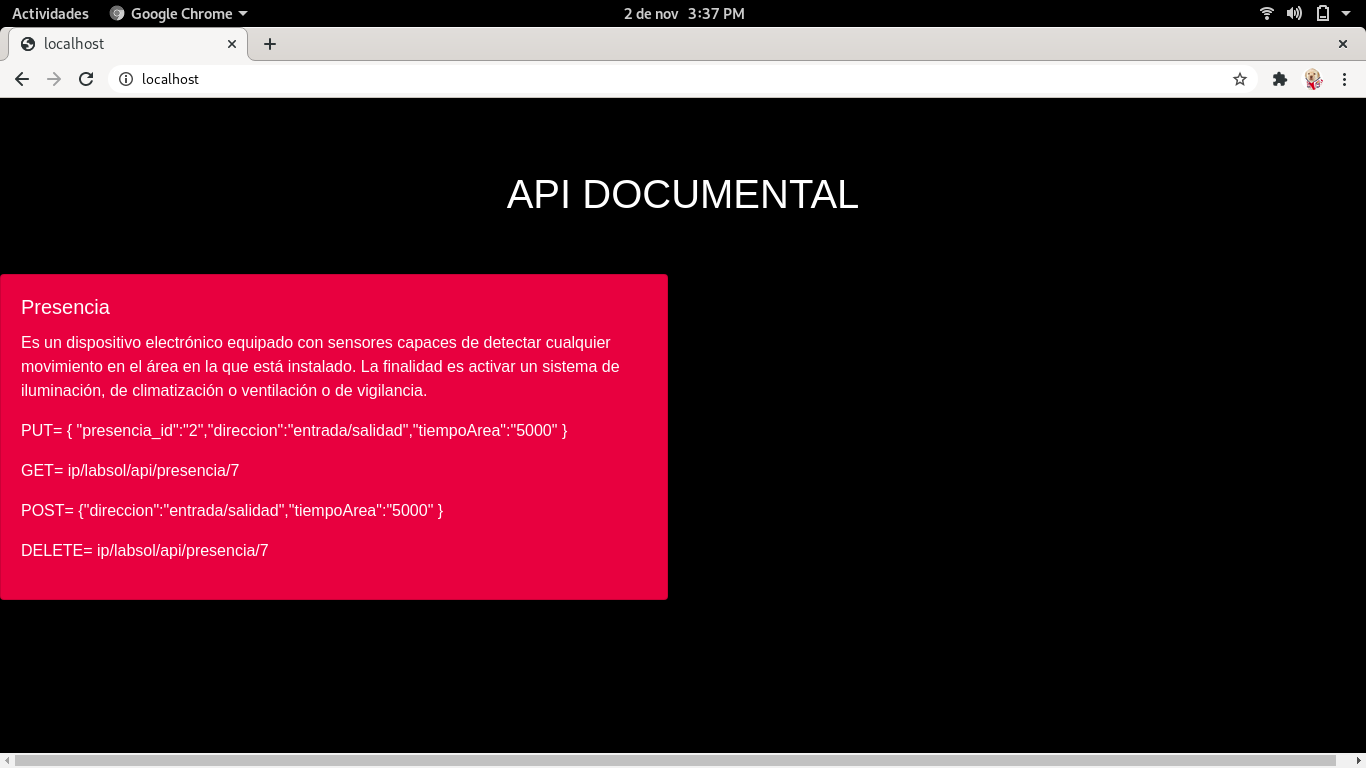 Actividades Google Chrome 2 de nov 3:37 PM
localhost
localhost
API DOCUMENTAL
Presencia
Es un dispositivo electrónico equipado con sensores capaces de detectar cualquier
movimiento en el área en la que está instalado. La finalidad es activar un sistema de
iluminación, de climatización o ventilación o de vigilancia.
PUT= { "presencia_id":"2","direccion":"entrada/salidad","tiempoArea":"5000" }
GET= ip/labsol/api/presencia/7
POST= {"direccion":"entrada/salidad","tiempoArea":"5000" }
DELETE= ip/labsol/api/presencia/7